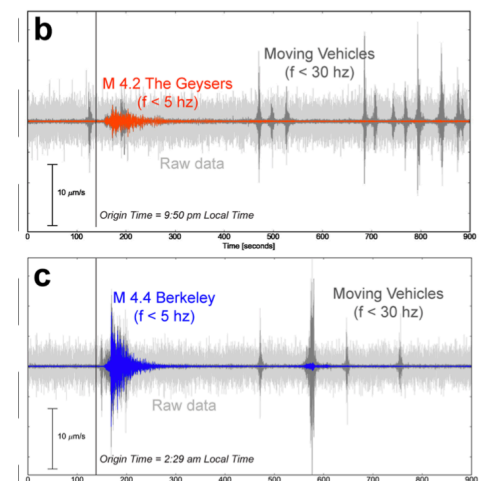 b
Moving Vehicles
(f < 30 hz)
M 4.2 The Geysers
(f < 5 hz)
Raw data
10 μm/s
Origin Time = 9:50 pm Local Time
0 100 200 300 400 500 600 700 800 900
Time [seconds]
c
M 4.4 Berkeley
(f < 5 hz)
Moving Vehicles
(f < 30 hz)
Raw data
10 μm/s
Origin Time = 2:29 am Local Time
0 100 200 300 400 500 600 700 800 900